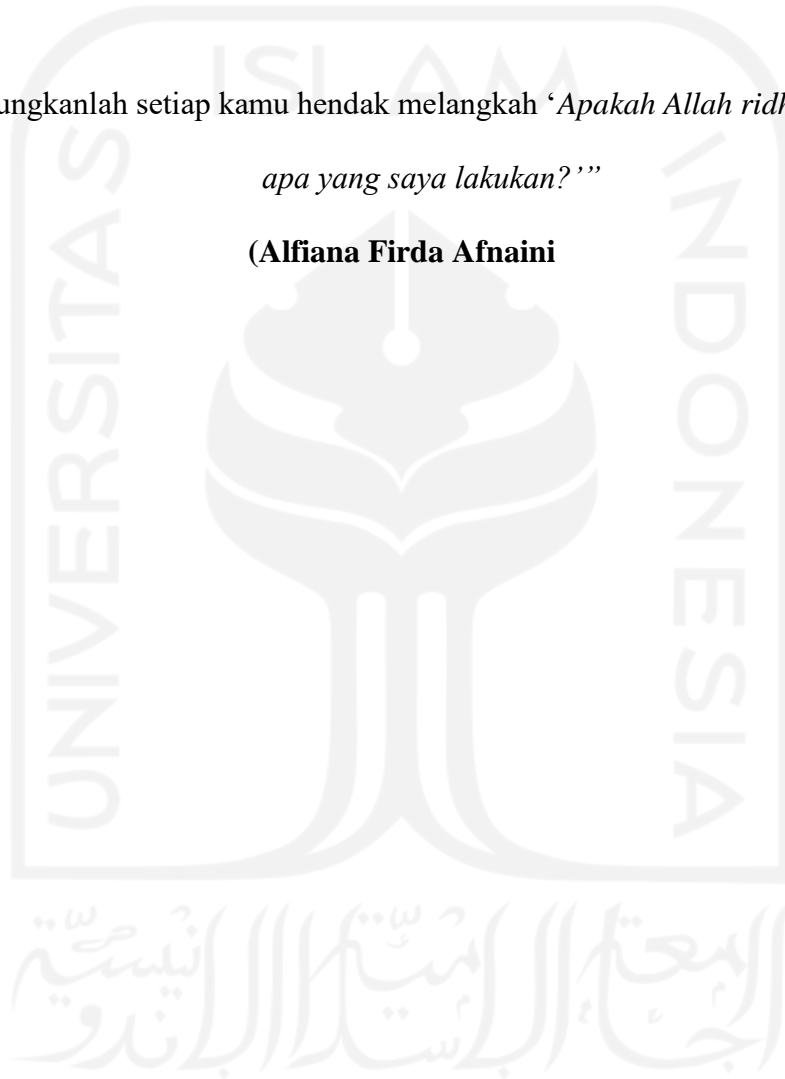 ungkanlah setiap kamu hendak melangkah ‘Apakah Allah ridh
apa yang saya lakukan?’”
(Alfiana Firda Afnaini
ISLAM
UNIVERSITAS
INDONESIA